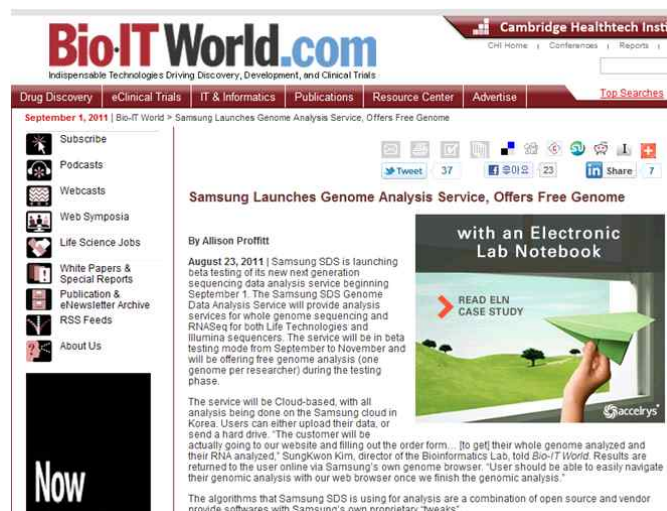 Bio·IT World.com
Indispensable Technologies Driving Discovery, Development, and Clinical Trials
Cambridge Healthtech Insti
CHI Home | Conferences | Reports |
Drug Discovery
eClinical Trials
IT & Informatics
Publications
Resource Center
Advertise
Top Searches
September 1, 2011 | Bio-IT World > Samsung Launches Genome Analysis Service, Offers Free Genome
Subscribe
Podcasts
Webcasts
Web Symposia
Life Science Jobs
White Papers &
Special Reports
Publication &
eNewsletter Archive
RSS Feeds
About Us
Now
Tweet 37
좋아요 23
in Share 7
Samsung Launches Genome Analysis Service, Offers Free Genome
By Allison Proffitt
August 23, 2011 | Samsung SDS is launching
beta testing of its new next generation
sequencing data analysis service beginning
September 1. The Samsung SDS Genome
Data Analysis Service will provide analysis
services for whole genome sequencing and
RNASeq for both Life Technologies and
Illumina sequencers. The service will be in beta
testing mode from September to November and
will be offering free genome analysis (one
genome per researcher) during the testing
phase.
with an Electronic
Lab Notebook
READ ELN
CASE STUDY
accelrys
The service will be Cloud-based, with all
analysis being done on the Samsung cloud in
Korea. Users can either upload their data, or
send a hard drive. "The customer will be
actually going to our website and filling out the order form… [to get] their whole genome analyzed and
their RNA analyzed," SungKwon Kim, director of the Bioinformatics Lab, told Bio-IT World. Results are
returned to the user online via Samsung's own genome browser. "User should be able to easily navigate
their genomic analysis with our web browser once we finish the genomic analysis."
The algorithms that Samsung SDS is using for analysis are a combination of open source and vendor
provide softwares with Samsung's own proprietary "tweaks"